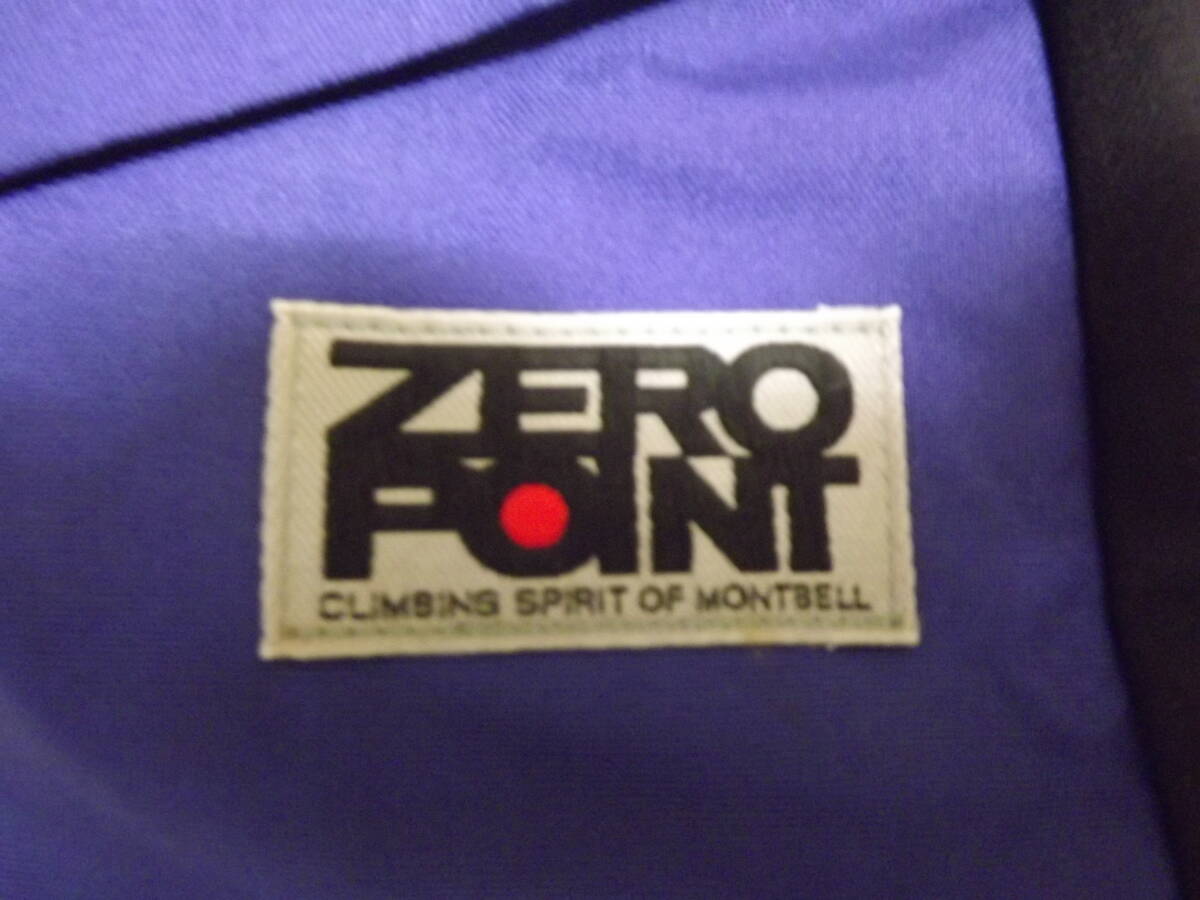 ZERO
POINT
CLIMBING SPIRIT OF MONTBELL